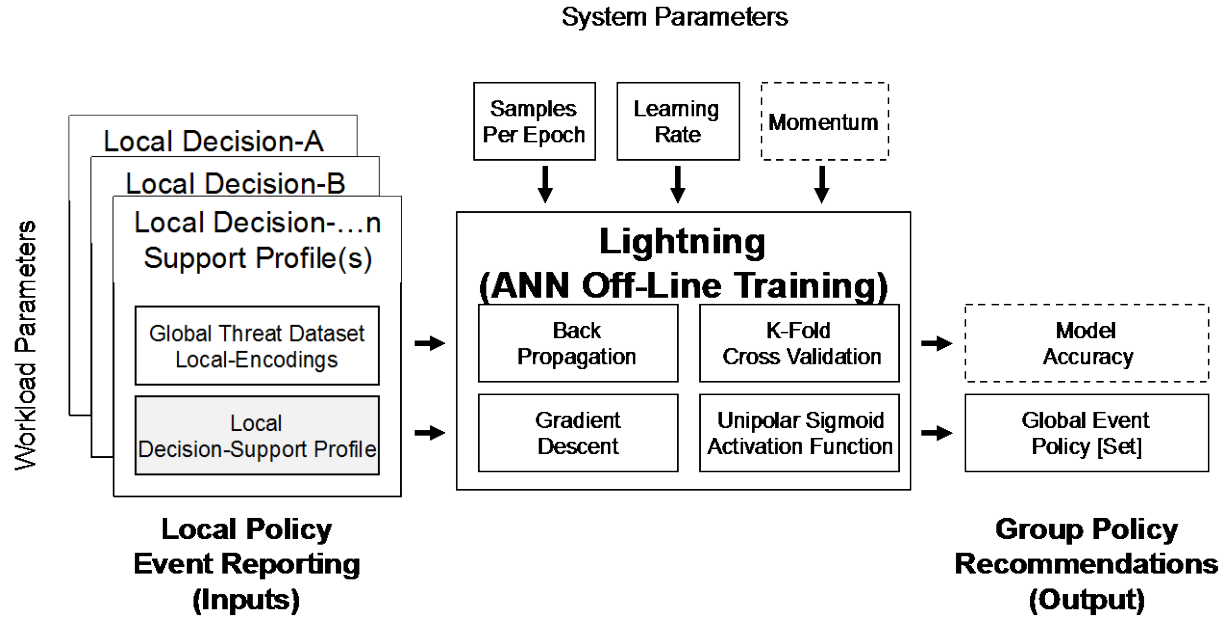 System Parameters
Samples
Per Epoch
Learning
Rate
Momentum
Workload Parameters
Local Decision-A
Local Decision-B
Local Decision-…n
Support Profile(s)
Global Threat Dataset
Local-Encodings
Local
Decision-Support Profile
Lightning
(ANN Off-Line Training)
Back
Propagation
K-Fold
Cross Validation
Gradient
Descent
Unipolar Sigmoid
Activation Function
Model
Accuracy
Global Event
Policy [Set]
Local Policy
Event Reporting
(Inputs)
Group Policy
Recommendations
(Output)